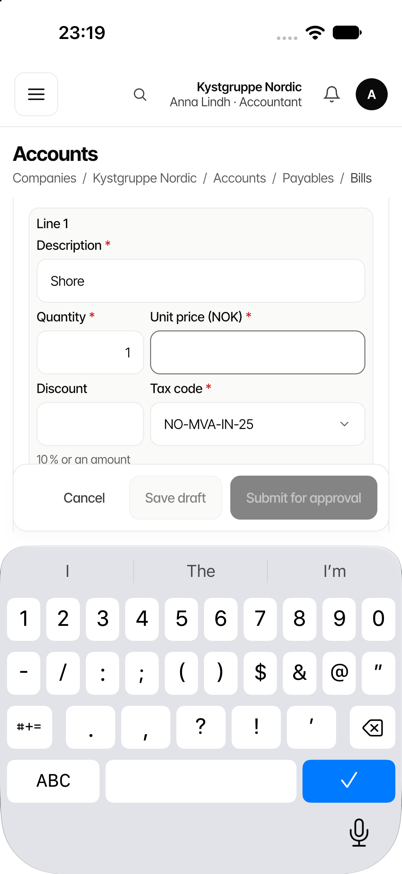 23:19
Kystgruppe Nordic
Anna Lindh · Accountant
A
Accounts
Companies / Kystgruppe Nordic / Accounts / Payables / Bills
Line 1
Description *
Shore
Quantity * Unit price (NOK) *
1
Discount Tax code *
NO-MVA-IN-25
10 % or an amount
Cancel Save draft Submit for approval
I The I'm
1 2 3 4 5 6 7 8 9 0
- / : ; ( ) $ & @ "
#+= . , ? ! '
ABC